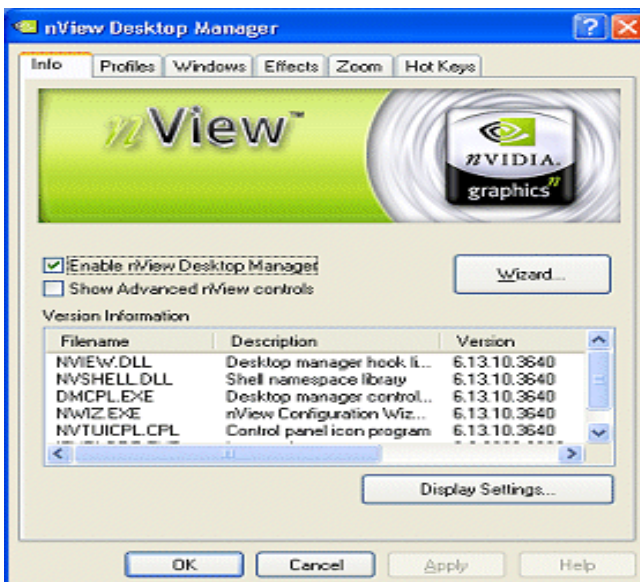 nView Desktop Manager
Info Profiles Windows Effects Zoom Hot Keys
nView™
nVIDIA.
graphics n
Enable nView Desktop Manager
Wizard...
Show Advanced nView controls
Version Information
Filename Description Version
NVIEW.DLL Desktop manager hook li... 6.13.10.3640
NVSHELL.DLL Shell namespace library 6.13.10.3640
DMCPL.EXE Desktop manager control... 6.13.10.3640
NWIZ.EXE nView Configuration Wiz... 6.13.10.3640
NVTUICPL.CPL Control panel icon program 6.13.10.3640
Display Settings...
OK Cancel Apply Help